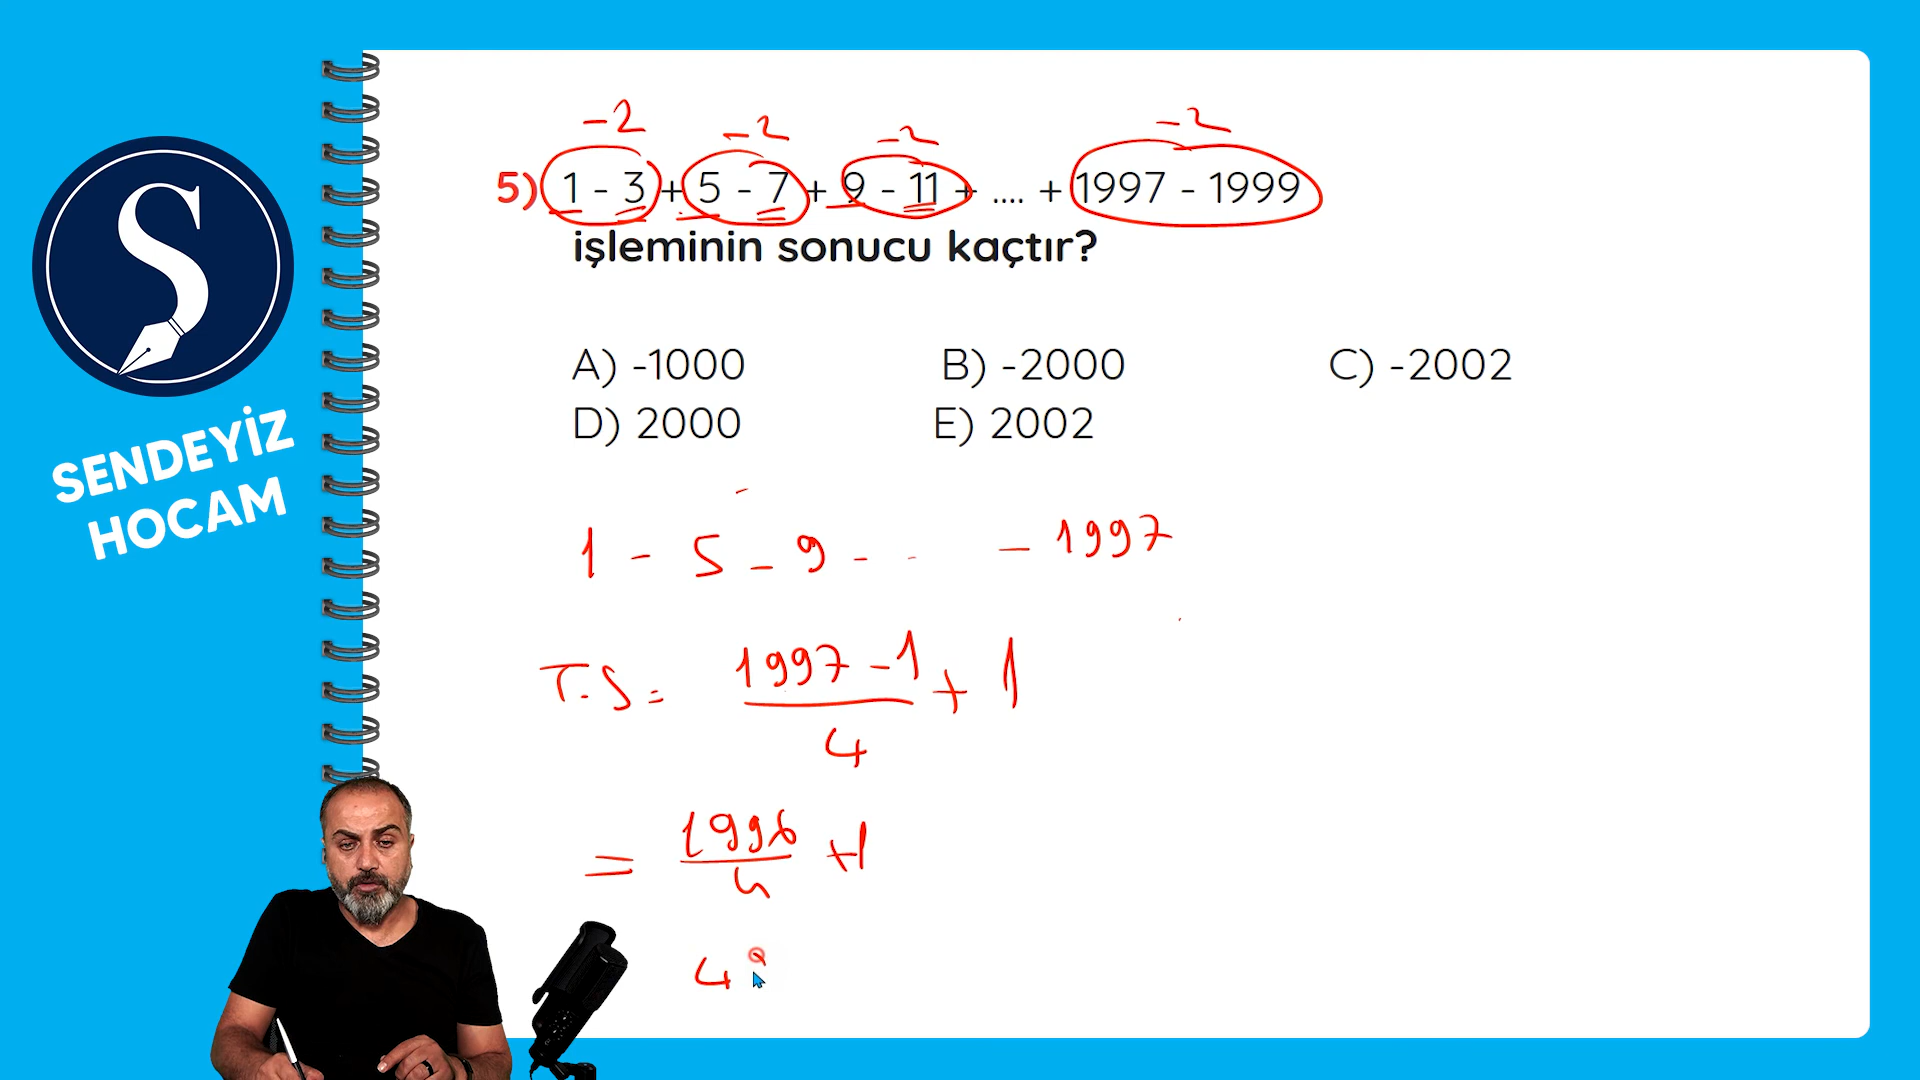 -2 -2 -2 -2
5) 1 - 3 + 5 - 7 + 9 - 11 + .... + 1997 - 1999
işleminin sonucu kaçtır?
A) -1000 B) -2000 C) -2002
D) 2000 E) 2002
SENDEYİZ
HOCAM
1 - 5 - 9 - - - 1997
T.S = 1997 - 1 + 1
4
= 1996 +1
4
49